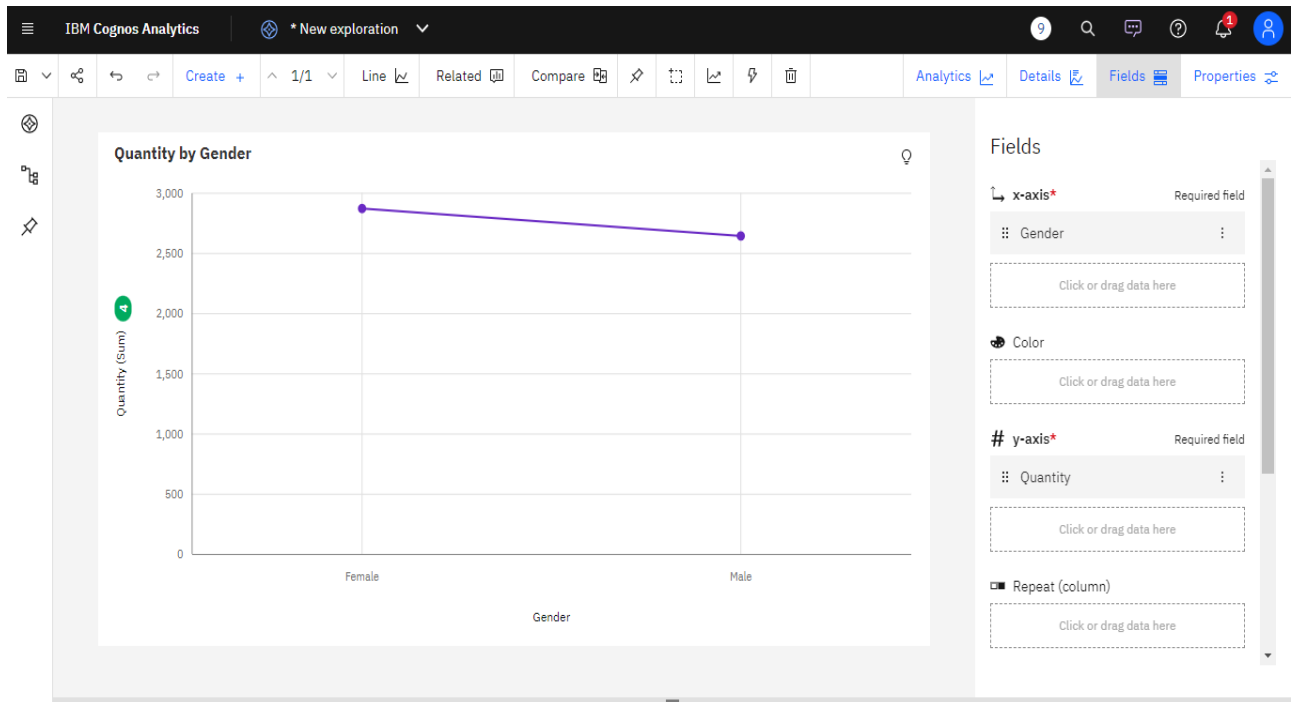 IBM Cognos Analytics
* New exploration
9
1
Create +
1/1
Line
Related
Compare
Analytics
Details
Fields
Properties
Quantity by Gender
3,000
2,500
2,000
1,500
1,000
500
0
4
Quantity (Sum)
Female
Male
Gender
Fields
x-axis* Required field
Gender
Click or drag data here
Color
Click or drag data here
# y-axis* Required field
Quantity
Click or drag data here
Repeat (column)
Click or drag data here